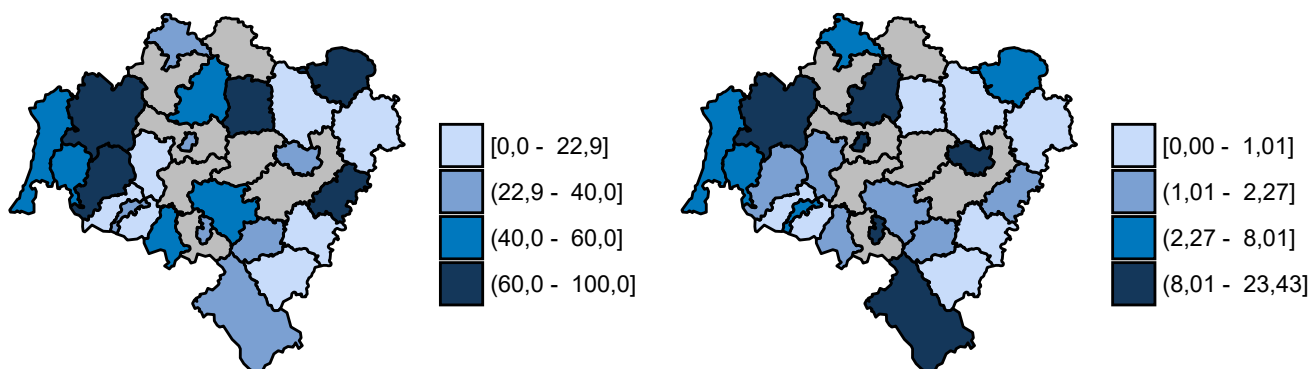 [0,0 - 22,9]
(22,9 - 40,0]
(40,0 - 60,0]
(60,0 - 100,0]
[0,00 - 1,01]
(1,01 - 2,27]
(2,27 - 8,01]
(8,01 - 23,43]